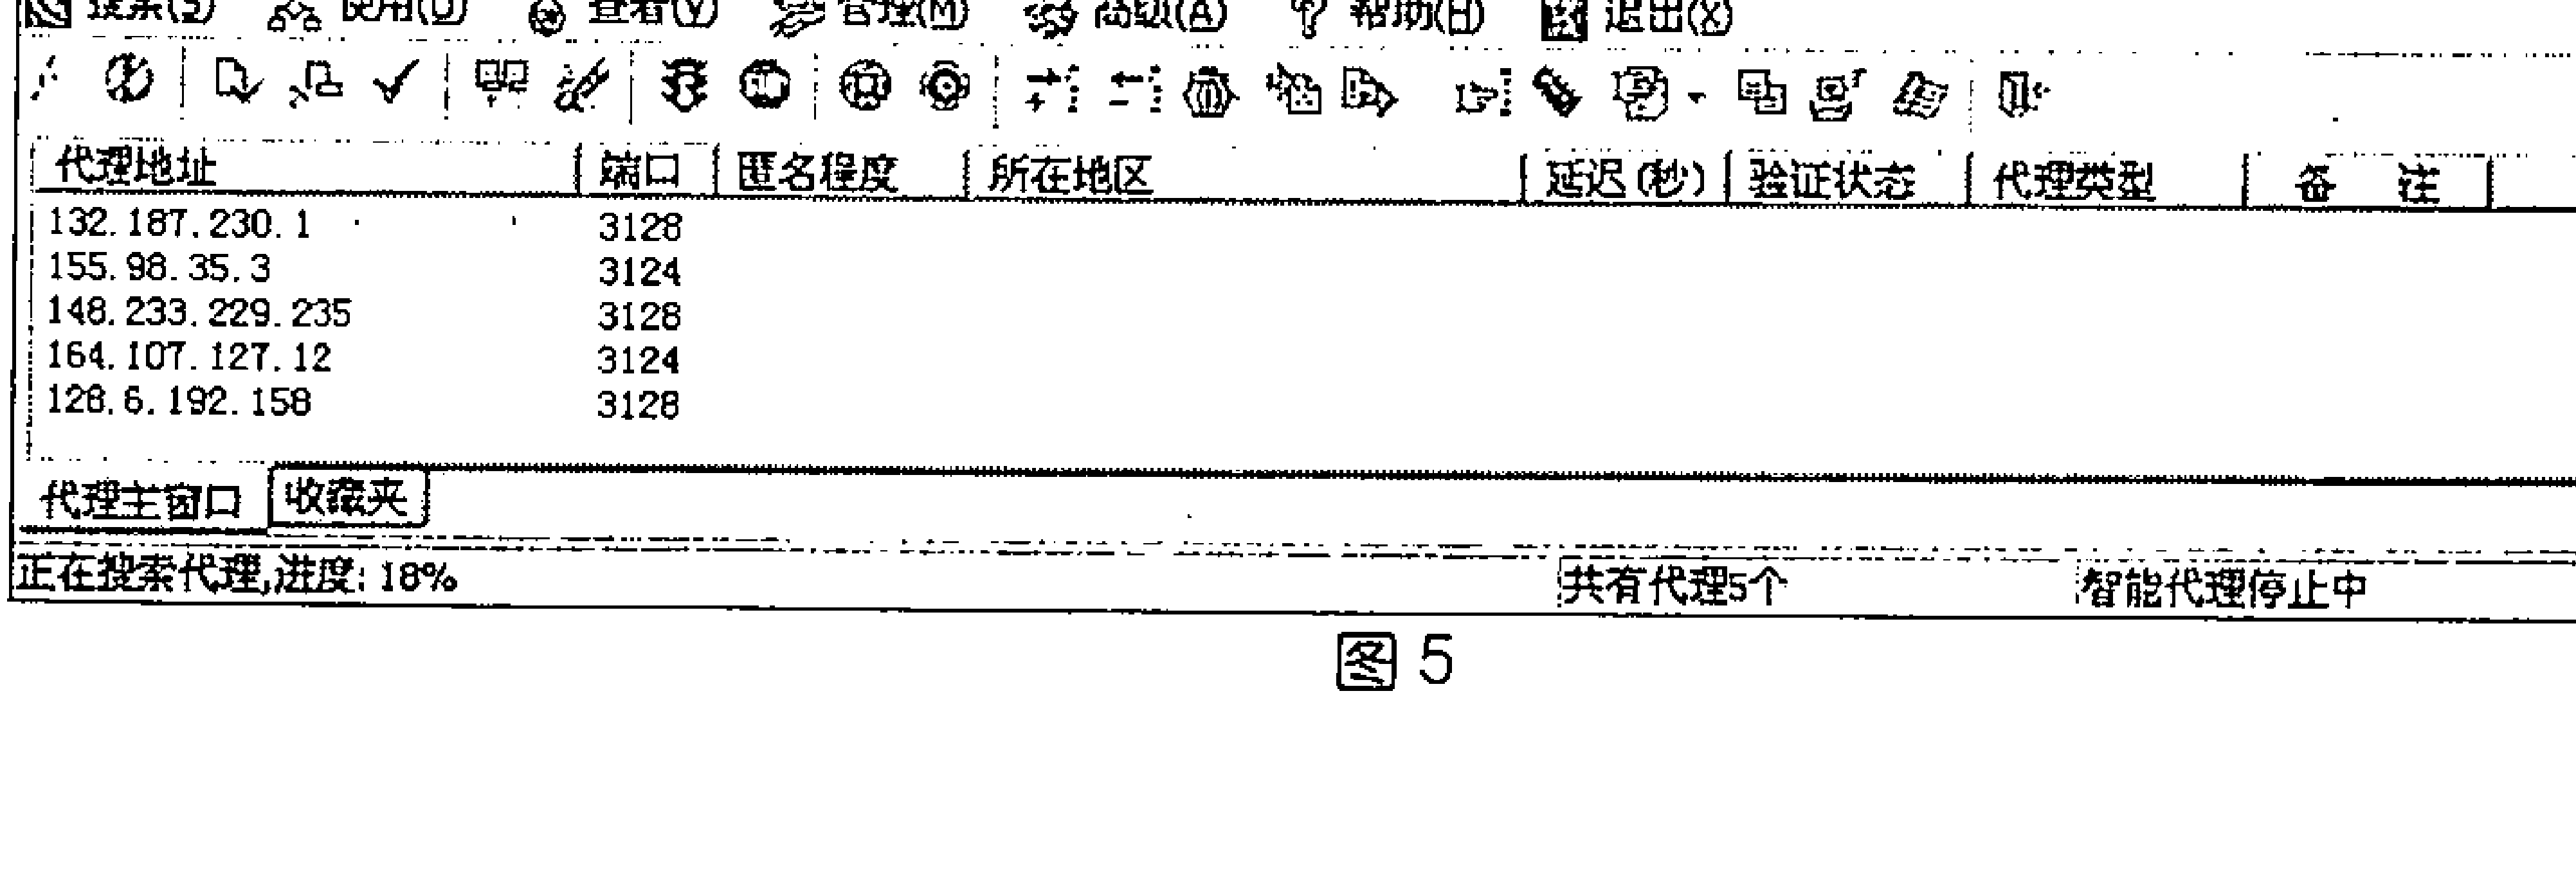 搜索(S) 使用(U) 查看(V) 管理(M) 高级(A) 帮助(H) 退出(X)
代理地址 端口 匿名程度 所在地区 延迟(秒) 验证状态 代理类型 备 注
132.187.230.1 3128
155.98.35.3 3124
148.233.229.235 3128
164.107.127.12 3124
128.6.192.158 3128
代理主窗口 收藏夹
正在搜索代理,进度: 18% 共有代理5个 智能代理停止中
图 5